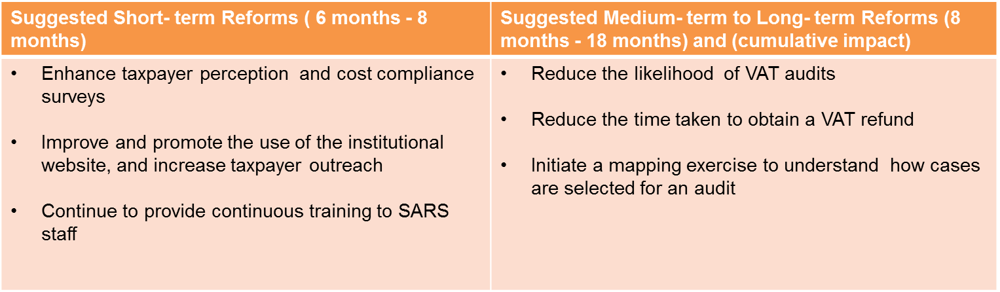 Suggested Short- term Reforms ( 6 months - 8
months)
Suggested Medium- term to Long- term Reforms (8
months - 18 months) and (cumulative impact)
• Enhance taxpayer perception and cost compliance
surveys
• Improve and promote the use of the institutional
website, and increase taxpayer outreach
• Continue to provide continuous training to SARS
staff
• Reduce the likelihood of VAT audits
• Reduce the time taken to obtain a VAT refund
• Initiate a mapping exercise to understand how cases
are selected for an audit